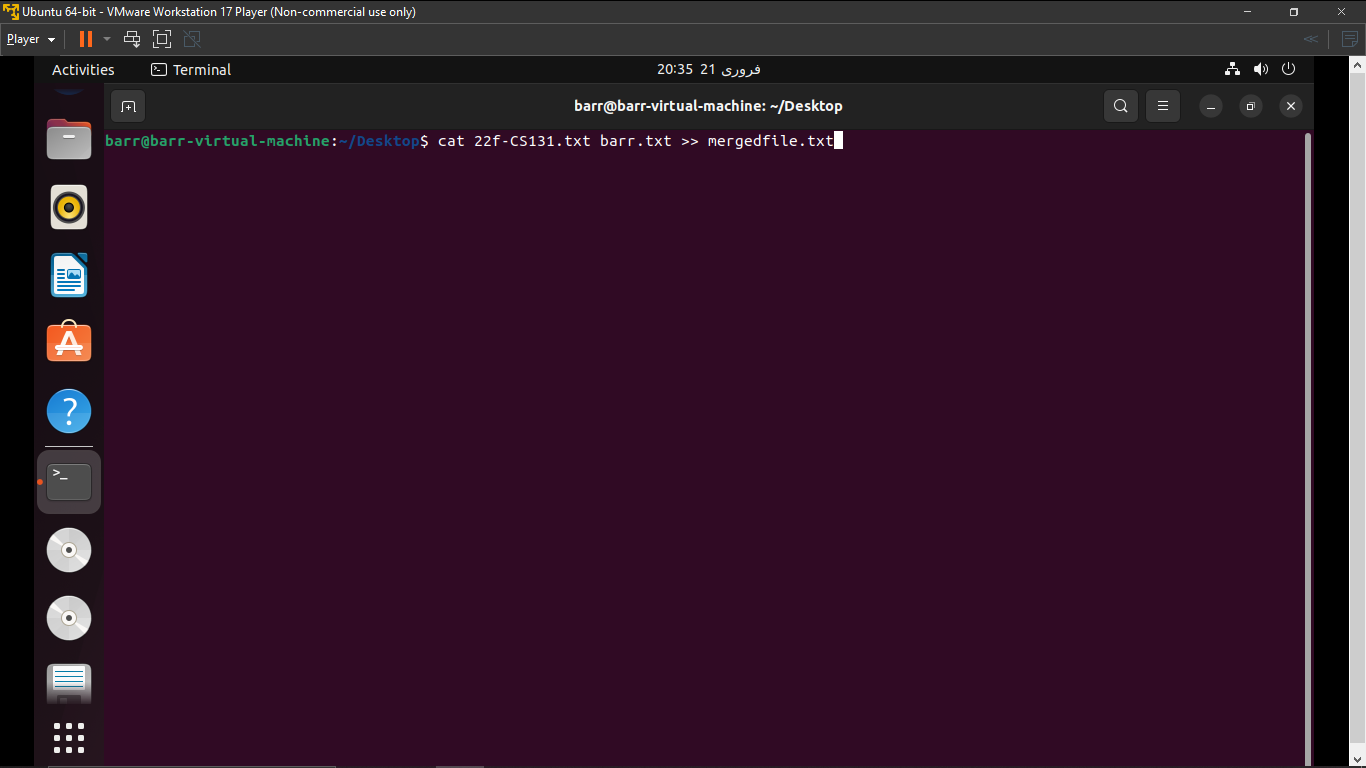 Ubuntu 64-bit - VMware Workstation 17 Player (Non-commercial use only)
Player
Activities Terminal 20:35 21 فروری
barr@barr-virtual-machine: ~/Desktop
barr@barr-virtual-machine:~/Desktop$ cat 22f-CS131.txt barr.txt >> mergedfile.txt